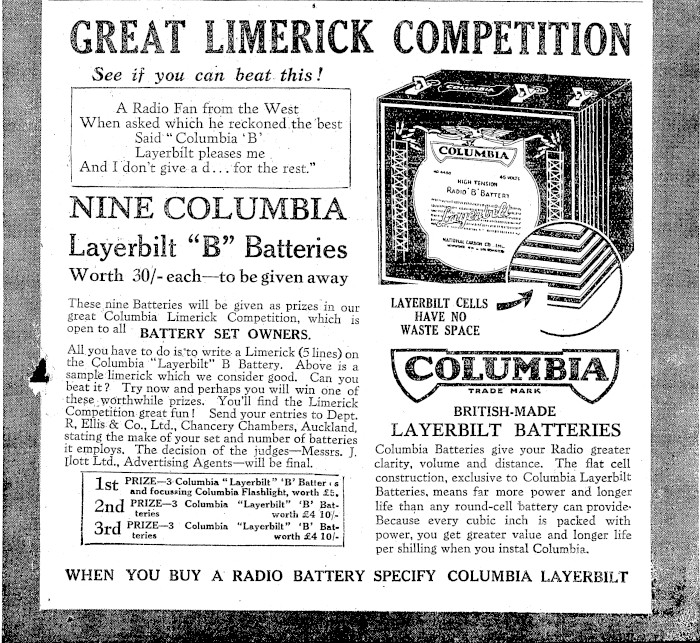 GREAT LIMERICK COMPETITION
See if you can beat this!
A Radio Fan from the West
When asked which he reckoned the best
Said "Columbia 'B'
Layerbilt pleases me
And I don't give a d... for the rest."
NINE COLUMBIA
Layerbilt "B" Batteries
Worth 30/- each—to be given away
These nine Batteries will be given as prizes in our
great Columbia Limerick Competition, which is
open to all BATTERY SET OWNERS.
All you have to do is to write a Limerick (5 lines) on
the Columbia "Layerbilt" B Battery. Above is a
sample limerick which we consider good. Can you
beat it? Try now and perhaps you will win one of
these worthwhile prizes. You'll find the Limerick
Competition great fun! Send your entries to Dept.
R, Ellis & Co., Ltd., Chancery Chambers, Auckland,
stating the make of your set and number of batteries
it employs. The decision of the judges—Messrs. J.
Ilott Ltd., Advertising Agents—will be final.
1st PRIZE—3 Columbia "Layerbilt" 'B' Batteries
and focussing Columbia Flashlight, worth £5,
2nd PRIZE—3 Columbia "Layerbilt" 'B' Bat-
teries worth £4 10/-
3rd PRIZE—3 Columbia "Layerbilt" 'B' Bat-
teries worth £4 10/-
COLUMBIA
COLUMBIA
45 VOLTS
HIGH TENSION
RADIO 'B' BATTERY
Layerbilt
NATIONAL CARBON CO. INC.
LAYERBILT CELLS
HAVE NO
WASTE SPACE
COLUMBIA
TRADE MARK
BRITISH-MADE
LAYERBILT BATTERIES
Columbia Batteries give your Radio greater
clarity, volume and distance. The flat cell
construction, exclusive to Columbia Layerbilt
Batteries, means far more power and longer
life than any round-cell battery can provide.
Because every cubic inch is packed with
power, you get greater value and longer life
per shilling when you instal Columbia.
WHEN YOU BUY A RADIO BATTERY SPECIFY COLUMBIA LAYERBILT